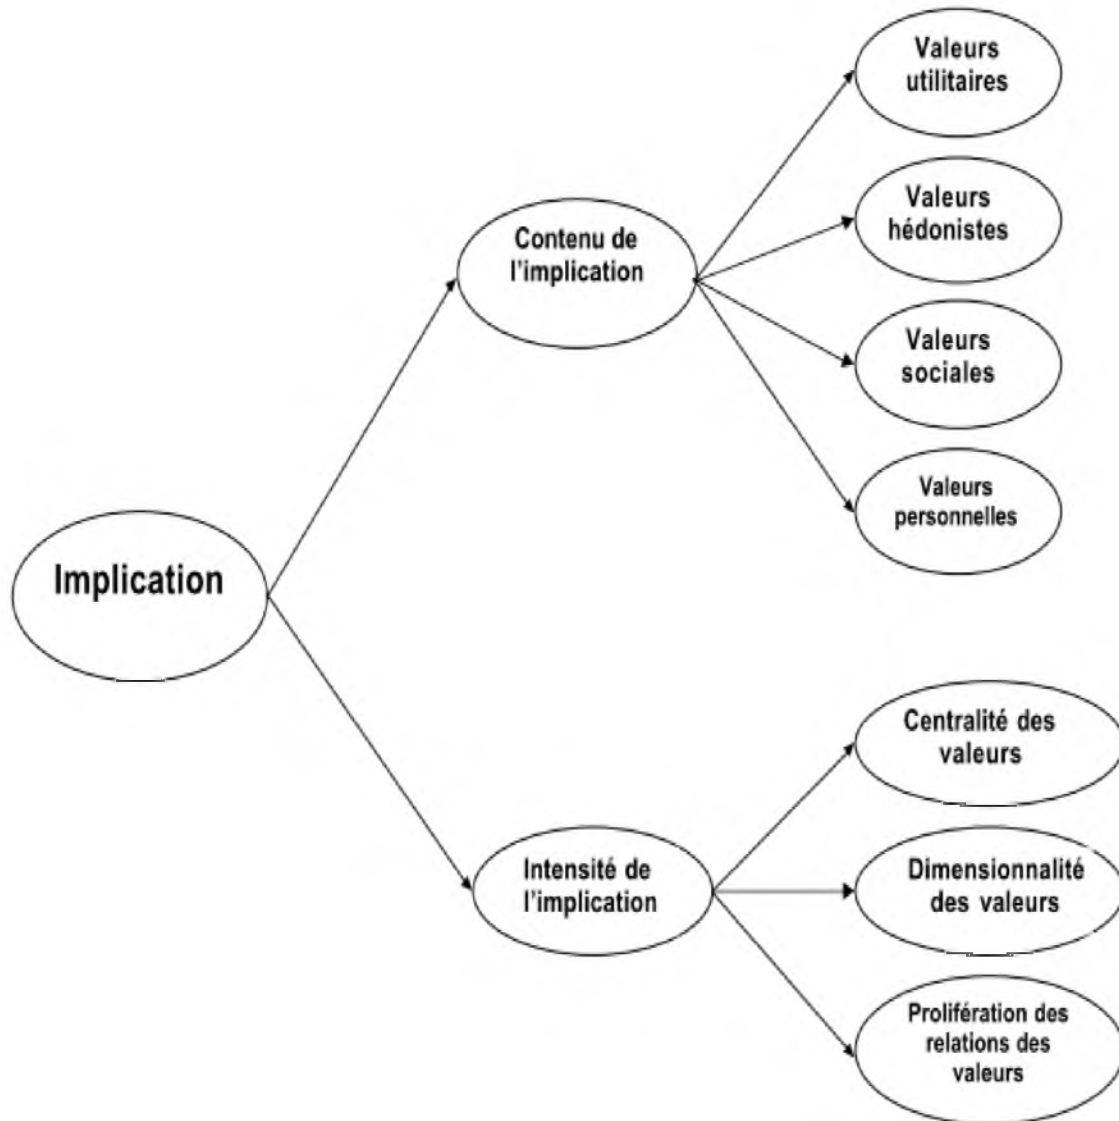 Valeurs
utilitaires
Valeurs
hédonistes
Contenu de
l'implication
Valeurs
sociales
Valeurs
personnelles
Implication
Centralité des
valeurs
Intensité de
l'implication
Dimensionnalité
des valeurs
Prolifération des
relations des
valeurs